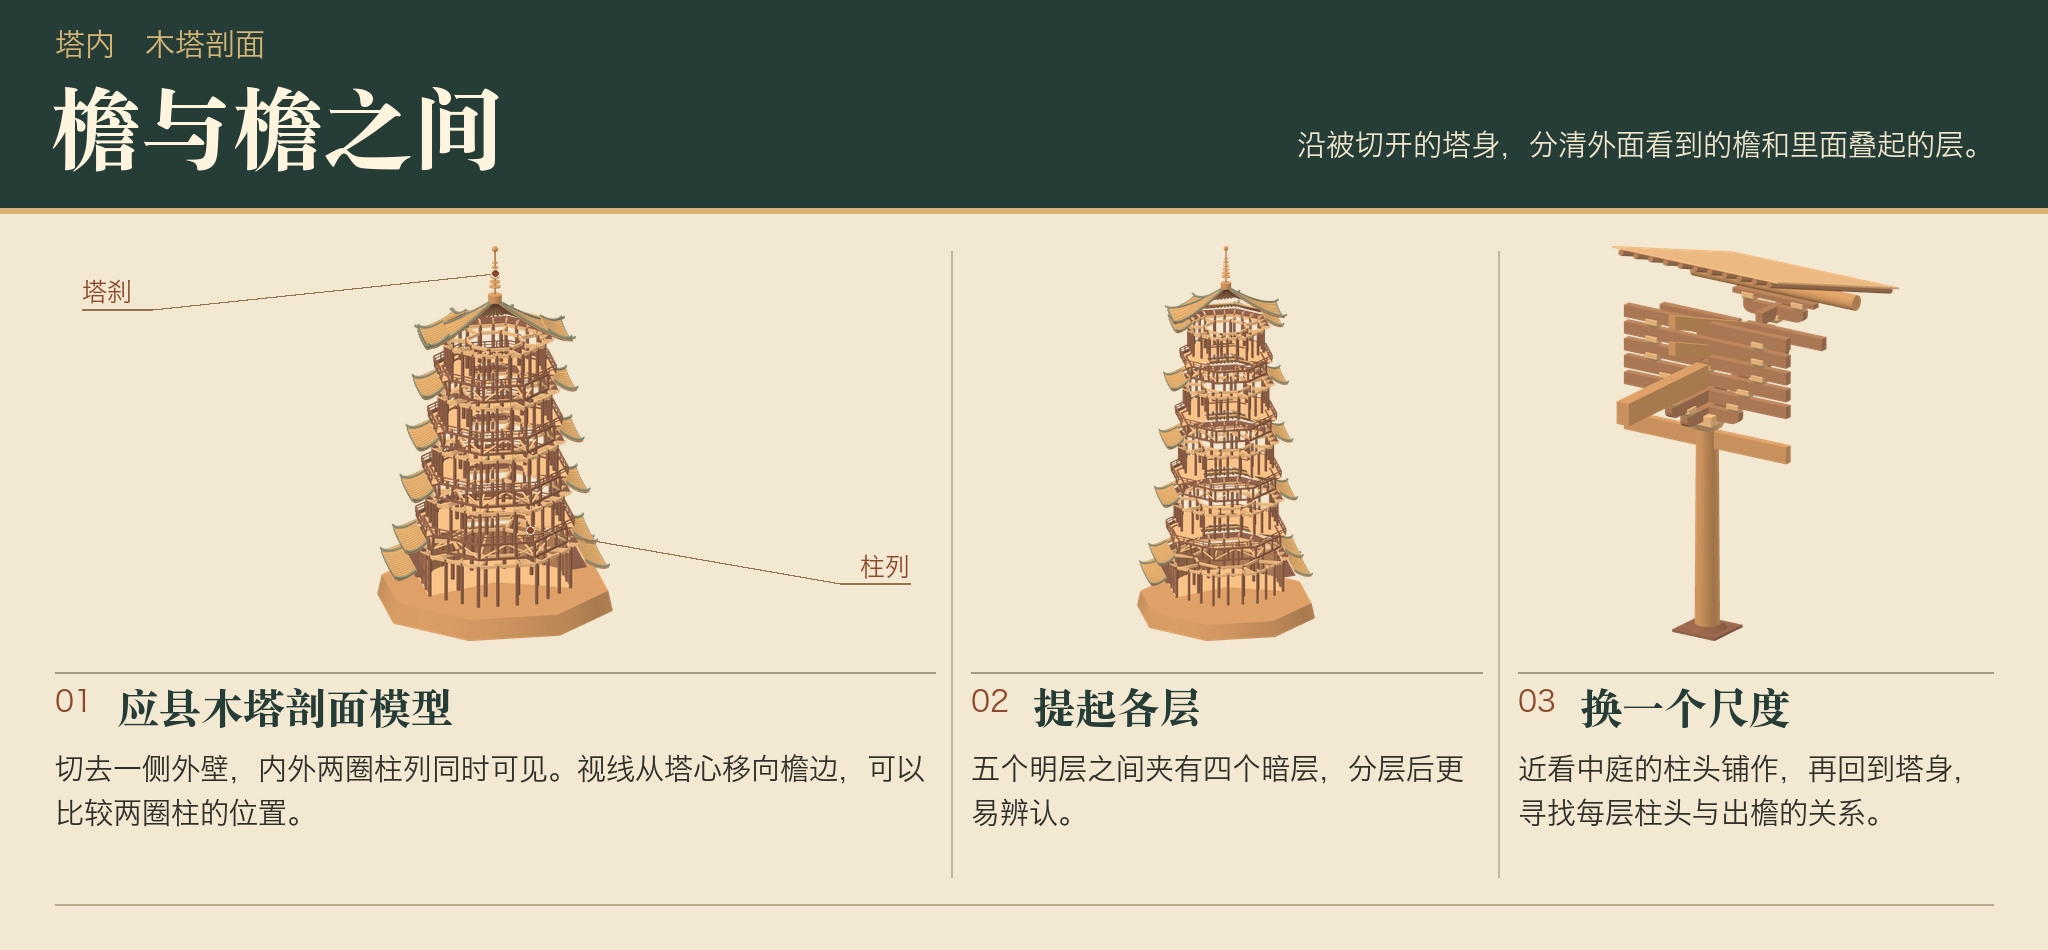 塔内　木塔剖面
檐与檐之间
沿被切开的塔身，分清外面看到的檐和里面叠起的层。
塔刹
柱列
01 应县木塔剖面模型
切去一侧外壁，内外两圈柱列同时可见。视线从塔心移向檐边，可以
比较两圈柱的位置。
02 提起各层
五个明层之间夹有四个暗层，分层后更
易辨认。
03 换一个尺度
近看中庭的柱头铺作，再回到塔身，
寻找每层柱头与出檐的关系。